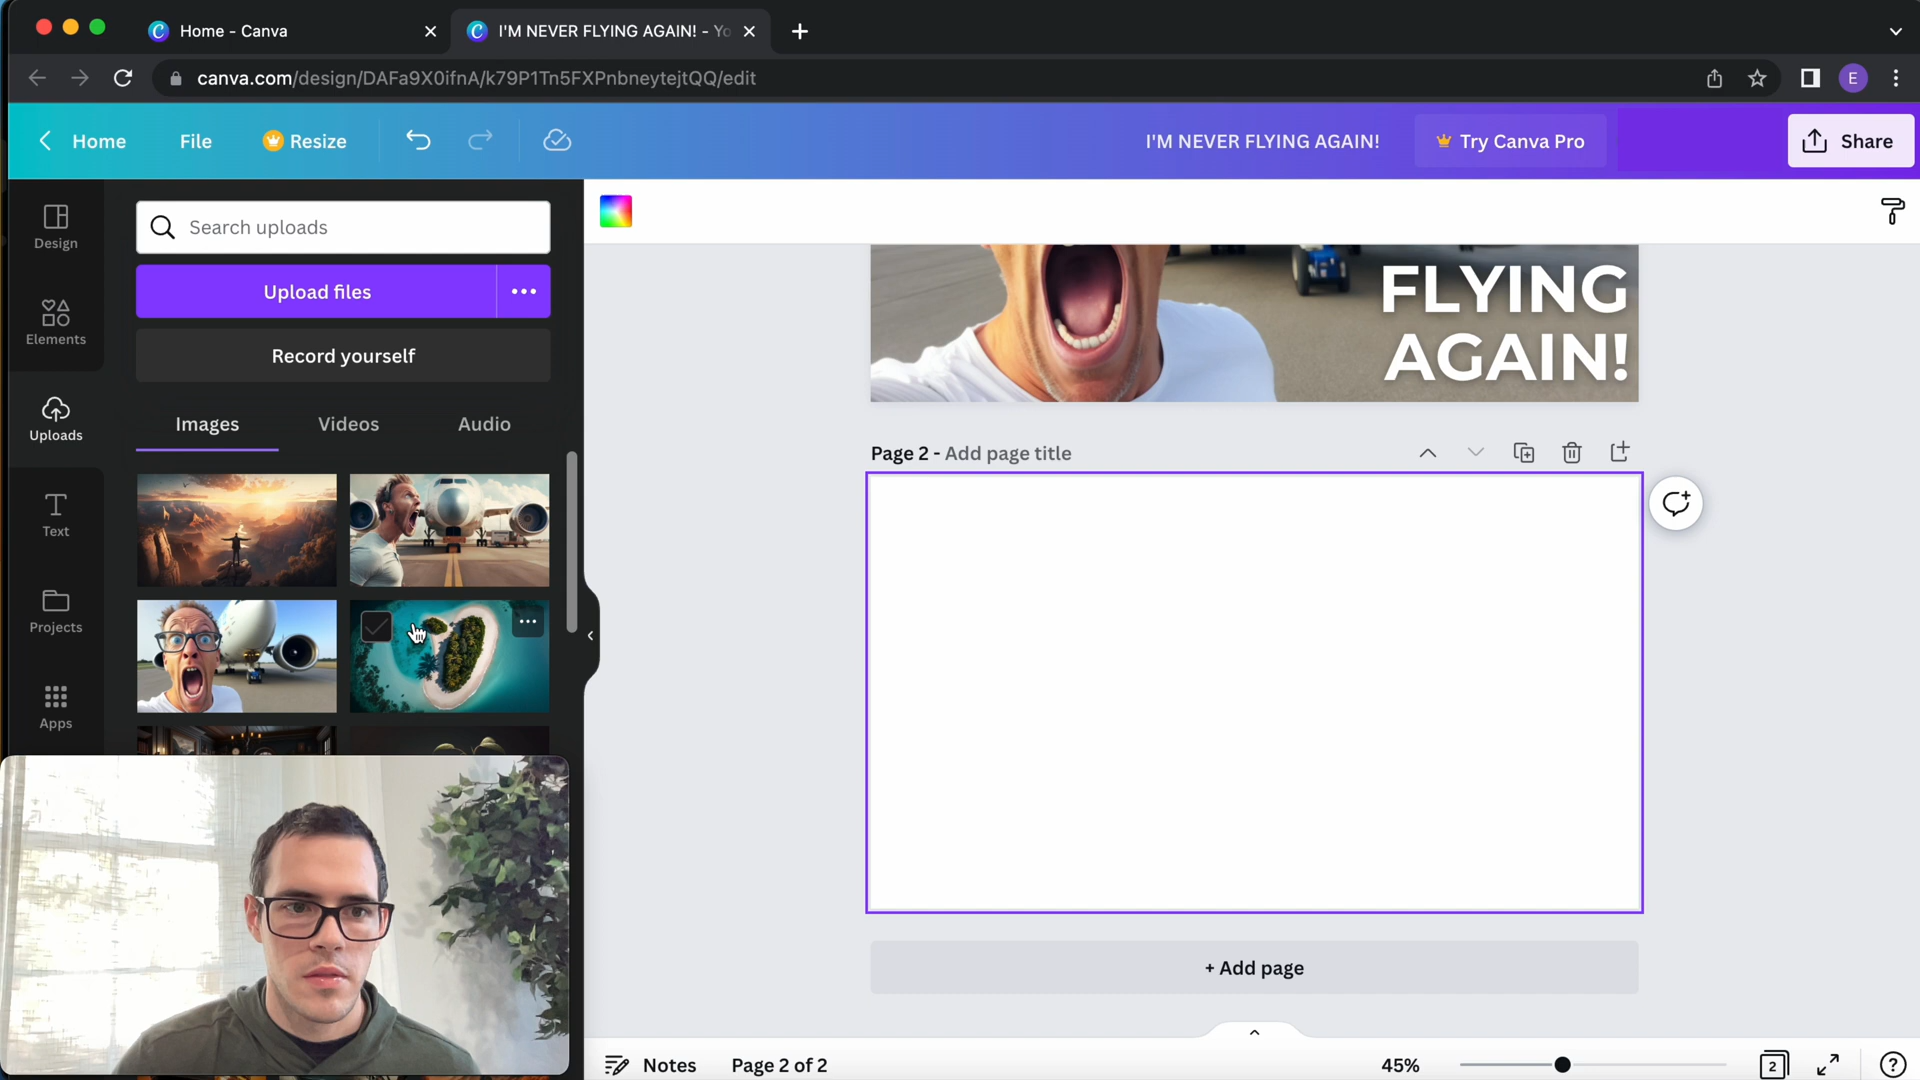 Home - Canva
I'M NEVER FLYING AGAIN! - Yo
canva.com/design/DAFa9X0ifnA/k79P1Tn5FXPnbneytejtQQ/edit
E
Home
File
Resize
I'M NEVER FLYING AGAIN!
Try Canva Pro
Share
Design
Elements
Uploads
Text
Projects
Apps
Search uploads
Upload files
Record yourself
Images
Videos
Audio
FLYING
AGAIN!
Page 2 - Add page title
+ Add page
Notes
Page 2 of 2
45%
2